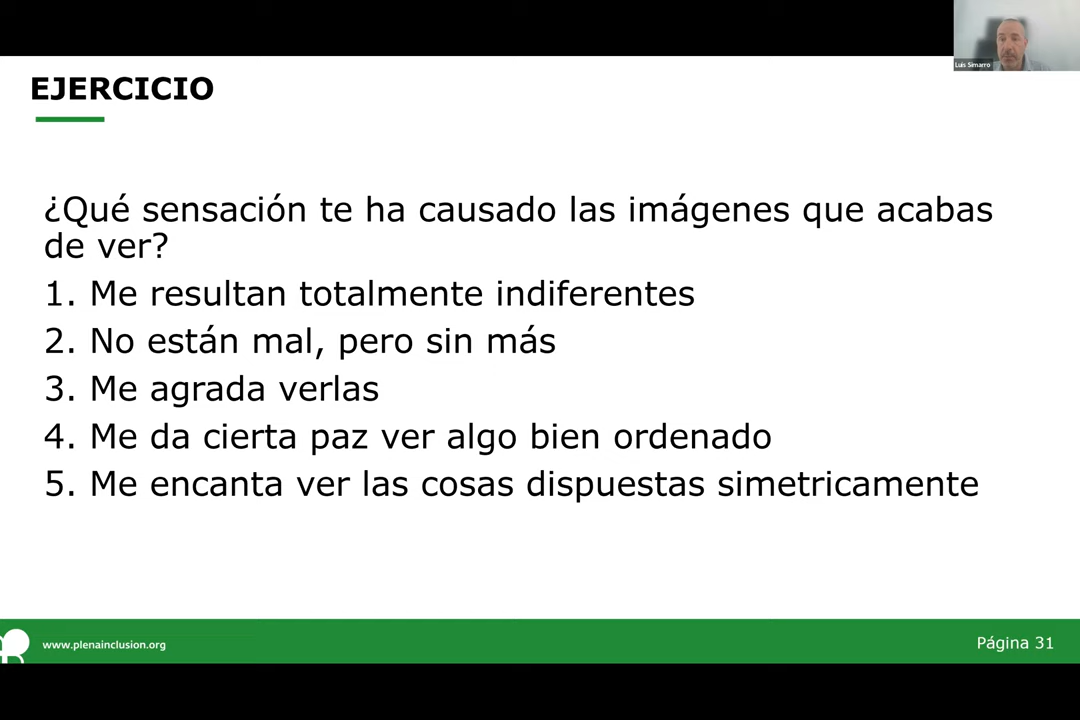 Luis Simarro
EJERCICIO
¿Qué sensación te ha causado las imágenes que acabas
de ver?
1. Me resultan totalmente indiferentes
2. No están mal, pero sin más
3. Me agrada verlas
4. Me da cierta paz ver algo bien ordenado
5. Me encanta ver las cosas dispuestas simetricamente
www.plenainclusion.org
Página 31